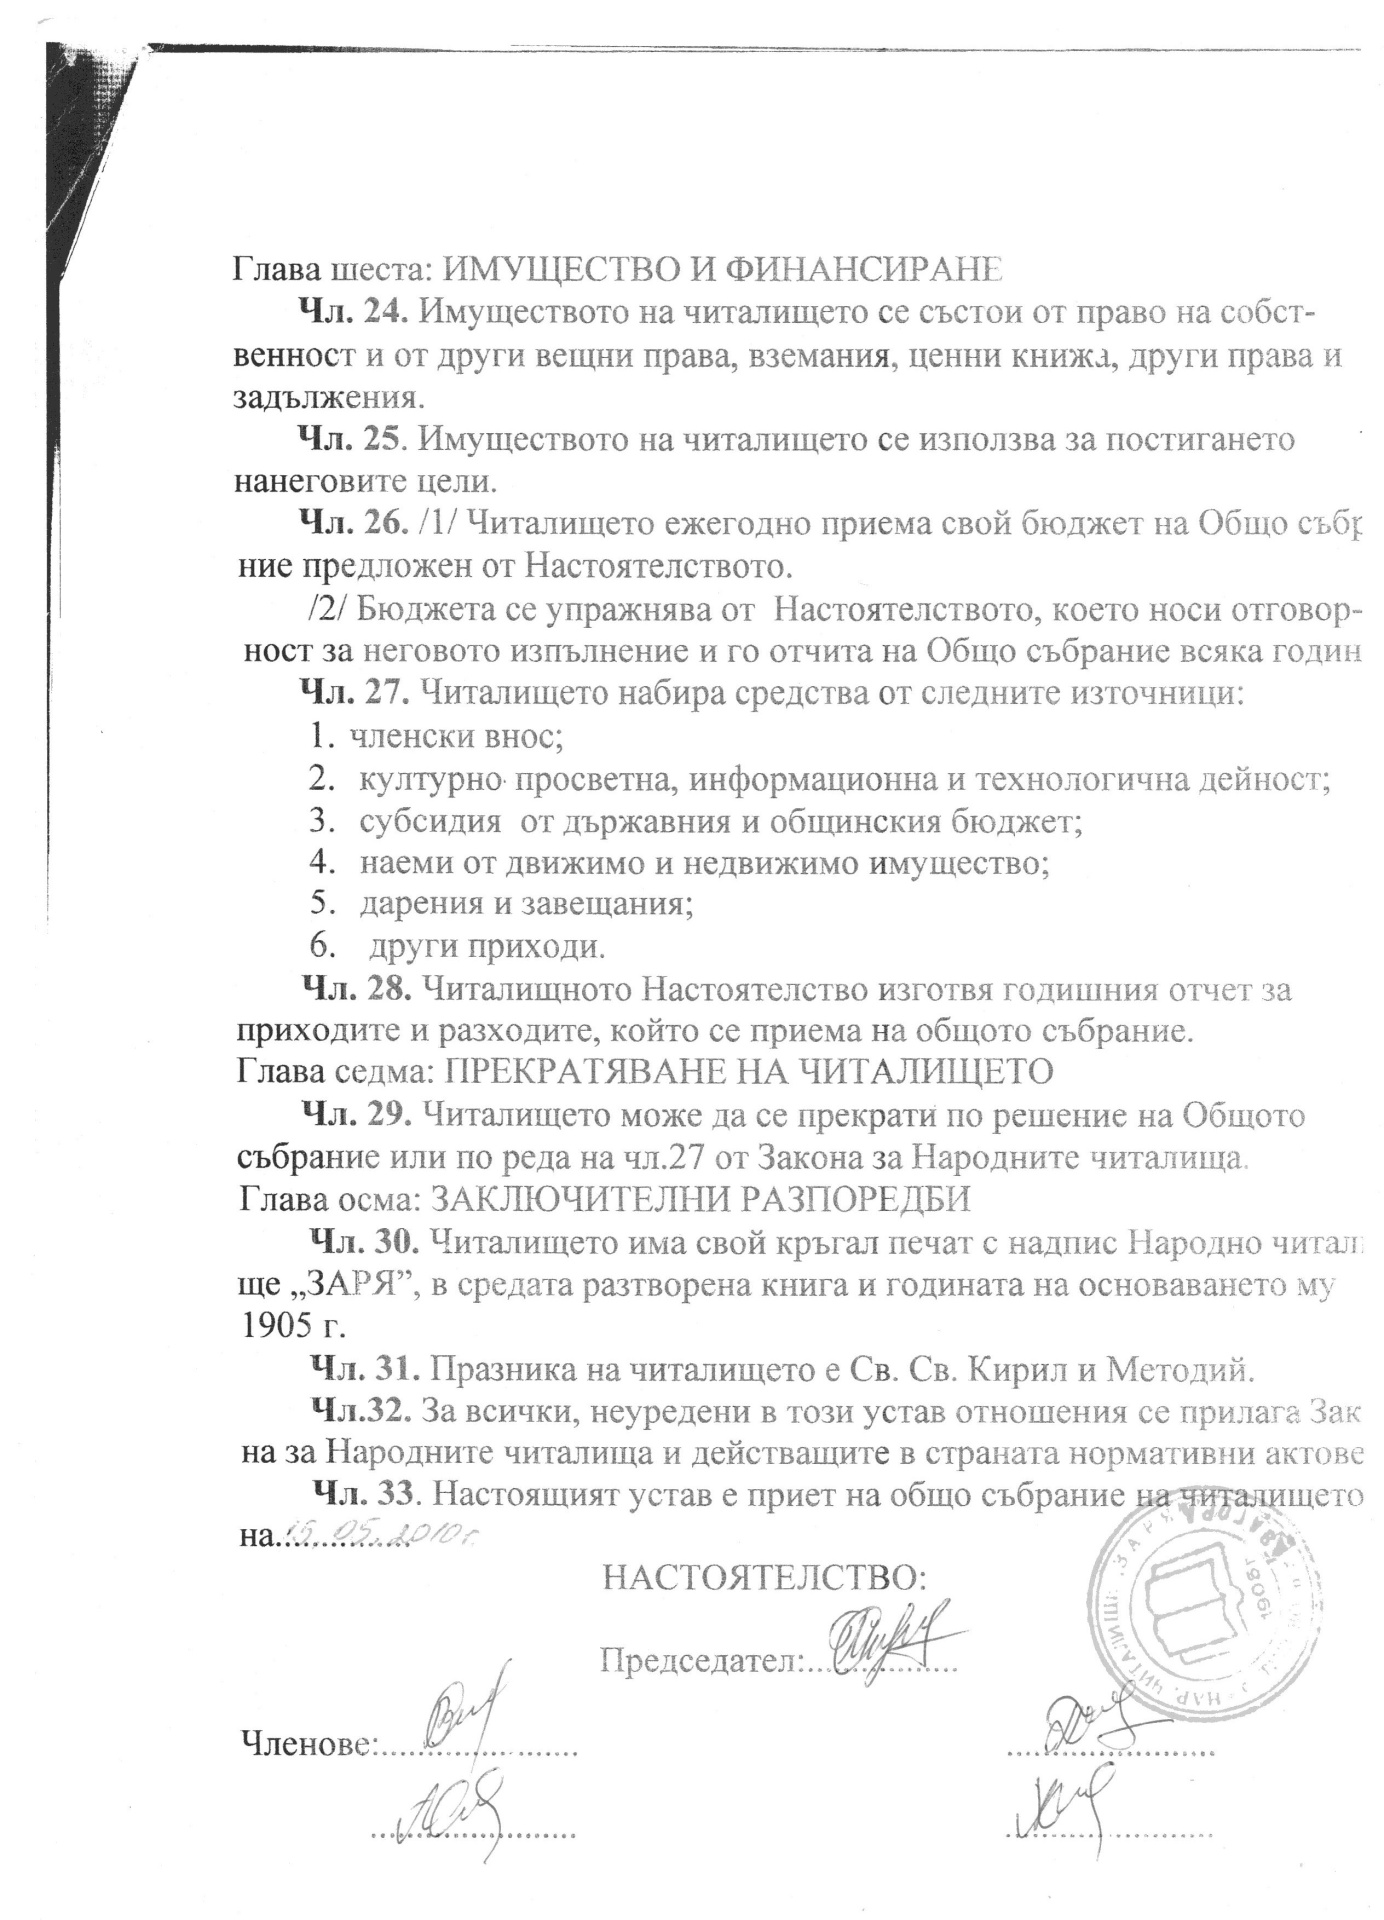 Глава шеста: ИМУЩЕСТВО И ФИНАНСИРАНЕ
Чл. 24. Имуществото на читалището се състои от право на собст-
венност и от други вещни права, вземания, ценни книжа, други права и
задължения.
Чл. 25. Имуществото на читалището се използва за постигането
нанеговите цели.
Чл. 26. /1/ Читалището ежегодно приема свой бюджет на Общо събр
ние предложен от Настоятелството.
/2/ Бюджета се упражнява от Настоятелството, което носи отговор-
ност за неговото изпълнение и го отчита на Общо събрание всяка годин
Чл. 27. Читалището набира средства от следните източници:
1. членски внос;
2. културно просветна, информационна и технологична дейност;
3. субсидия от държавния и общинския бюджет;
4. наеми от движимо и недвижимо имущество;
5. дарения и завещания;
6. други приходи.
Чл. 28. Читалищното Настоятелство изготвя годишния отчет за
приходите и разходите, който се приема на общото събрание.
Глава седма: ПРЕКРАТЯВАНЕ НА ЧИТАЛИЩЕТО
Чл. 29. Читалището може да се прекрати по решение на Общото
събрание или по реда на чл.27 от Закона за Народните читалища.
Глава осма: ЗАКЛЮЧИТЕЛНИ РАЗПОРЕДБИ
Чл. 30. Читалището има свой кръгал печат с надпис Народно читал
ще „ЗАРЯ”, в средата разтворена книга и годината на основаването му
1905 г.
Чл. 31. Празника на читалището е Св. Св. Кирил и Методий.
Чл.32. За всички, неуредени в този устав отношения се прилага Зак
на за Народните читалища и действащите в страната нормативни актове
Чл. 33. Настоящият устав е приет на общо събрание на читалището
на..15.05.2010г.
НАСТОЯТЕЛСТВО:
Председател:..................
НАР. ЧИТАЛИЩЕ "ЗАРЯ
1905г
Членове:........................